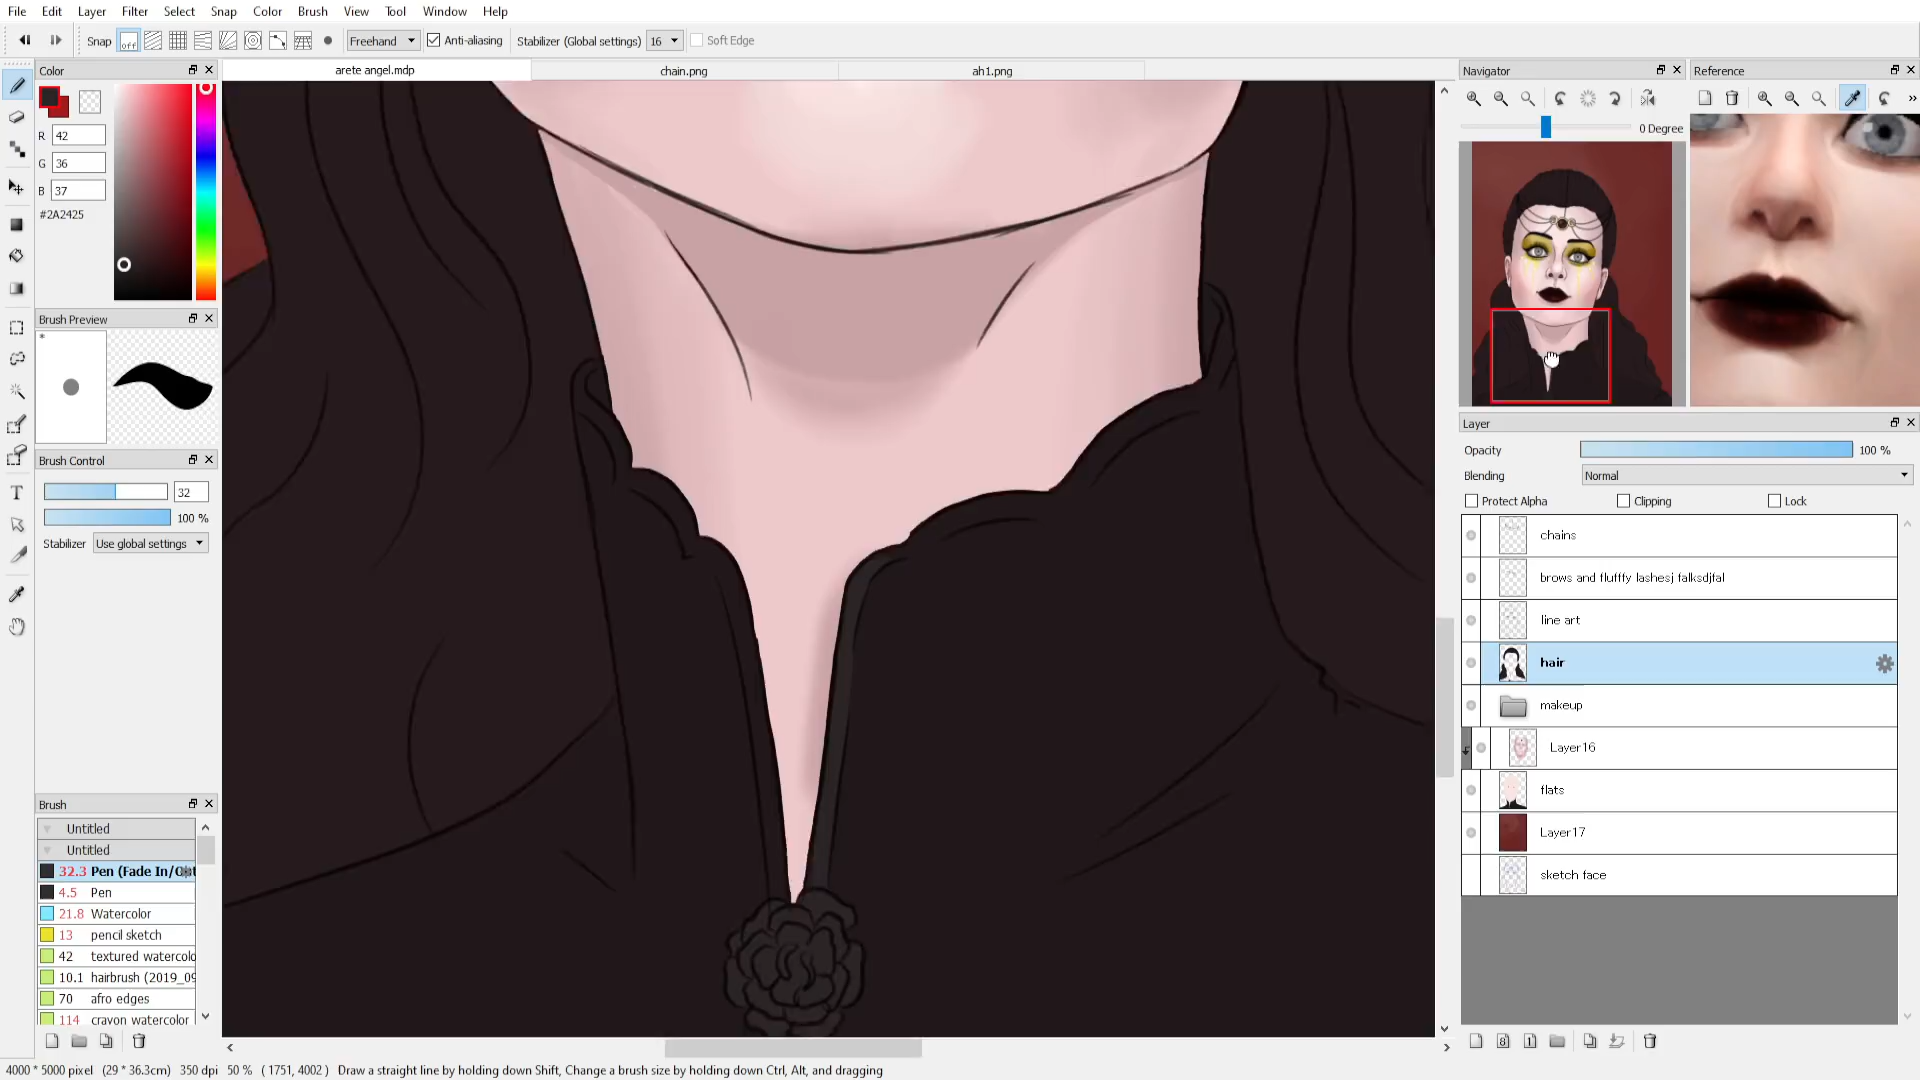 File Edit Layer Filter Select Snap Color Brush View Tool Window Help
Snap off Freehand Anti-aliasing Stabilizer (Global settings) 16 Soft Edge
Color
R 42
G 36
B 37
#2A2425
Brush Preview
*
Brush Control
32
100 %
Stabilizer Use global settings
Brush
Untitled
Untitled
32.3 Pen (Fade In/Out
4.5 Pen
21.8 Watercolor
13 pencil sketch
42 textured watercolo
10.1 hairbrush (2019_09
70 afro edges
114 crayon watercolor
arete angel.mdp chain.png ah1.png
Navigator
0 Degree
Reference
Layer
Opacity 100 %
Blending Normal
Protect Alpha Clipping Lock
chains
brows and flufffy lashesj falksdjfal
line art
hair
makeup
Layer16
flats
Layer17
sketch face
4000 * 5000 pixel (29 * 36.3cm) 350 dpi 50 % ( 1751, 4002 ) Draw a straight line by holding down Shift, Change a brush size by holding down Ctrl, Alt, and dragging